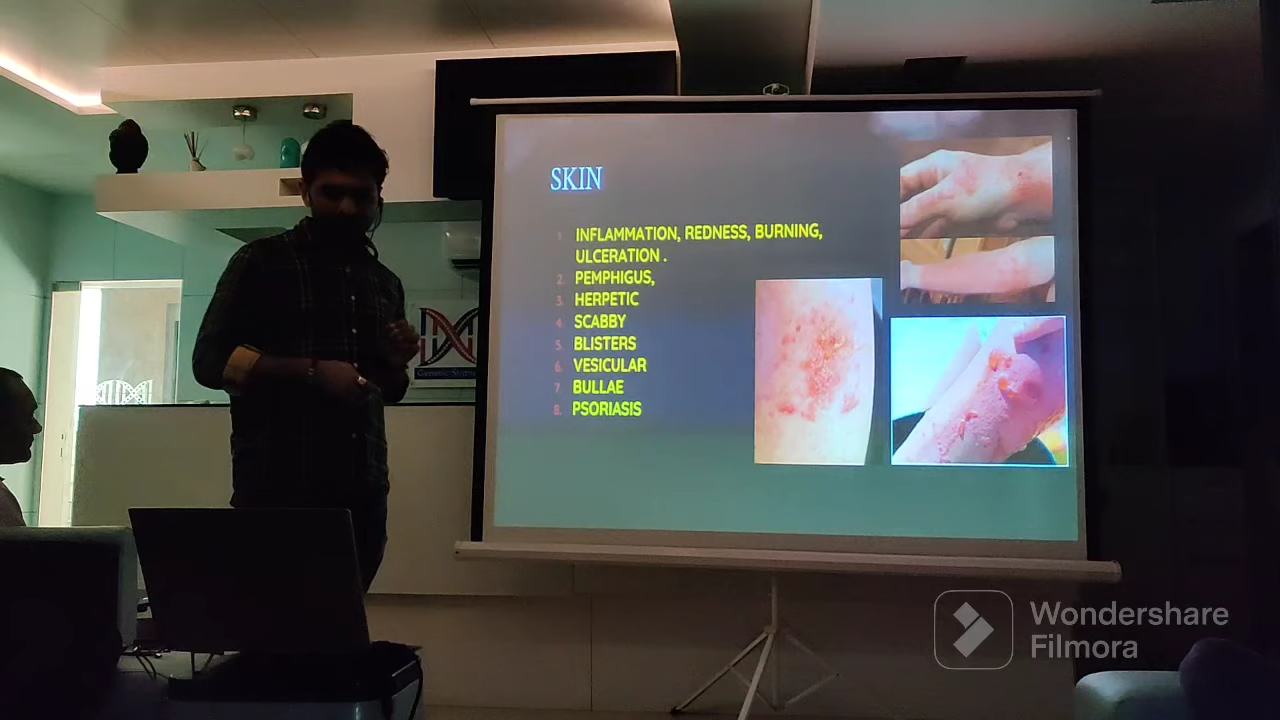 SKIN
1 INFLAMMATION, REDNESS, BURNING,
ULCERATION .
2. PEMPHIGUS,
3. HERPETIC
4. SCABBY
5. BLISTERS
6. VESICULAR
7 BULLAE
8. PSORIASIS
Wondershare
Filmora